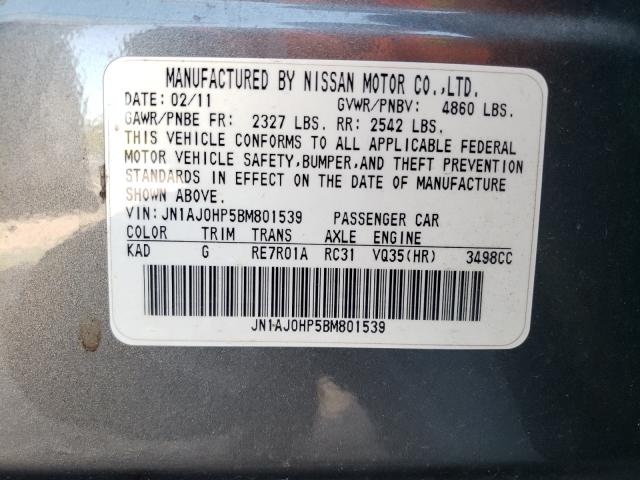 MANUFACTURED BY NISSAN MOTOR CO.,LTD.
DATE: 02/11 GVWR/PNBV: 4860 LBS.
GAWR/PNBE FR: 2327 LBS. RR: 2542 LBS.
THIS VEHICLE CONFORMS TO ALL APPLICABLE FEDERAL
MOTOR VEHICLE SAFETY,BUMPER,AND THEFT PREVENTION
STANDARDS IN EFFECT ON THE DATE OF MANUFACTURE
SHOWN ABOVE.
VIN: JN1AJ0HP5BM801539 PASSENGER CAR
COLOR TRIM TRANS AXLE ENGINE
KAD G RE7R01A RC31 VQ35(HR) 3498CC
JN1AJ0HP5BM801539